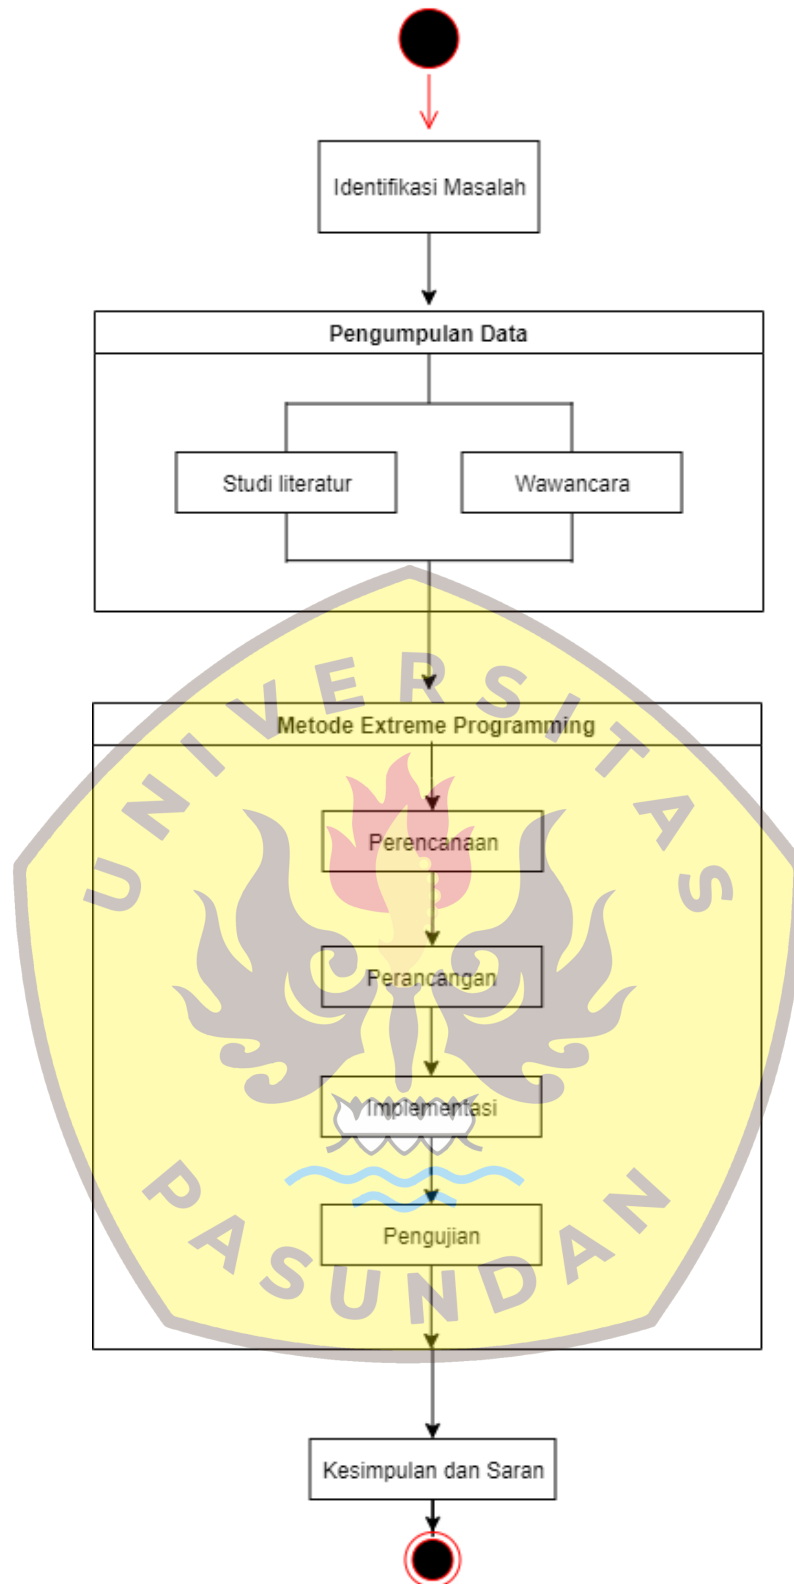 Identifikasi Masalah
Pengumpulan Data
Studi literatur
Wawancara
UNIVERSITAS
Metode Extreme Programming
Perencanaan
Perancangan
Implementasi
Pengujian
PASUNDAN
Kesimpulan dan Saran